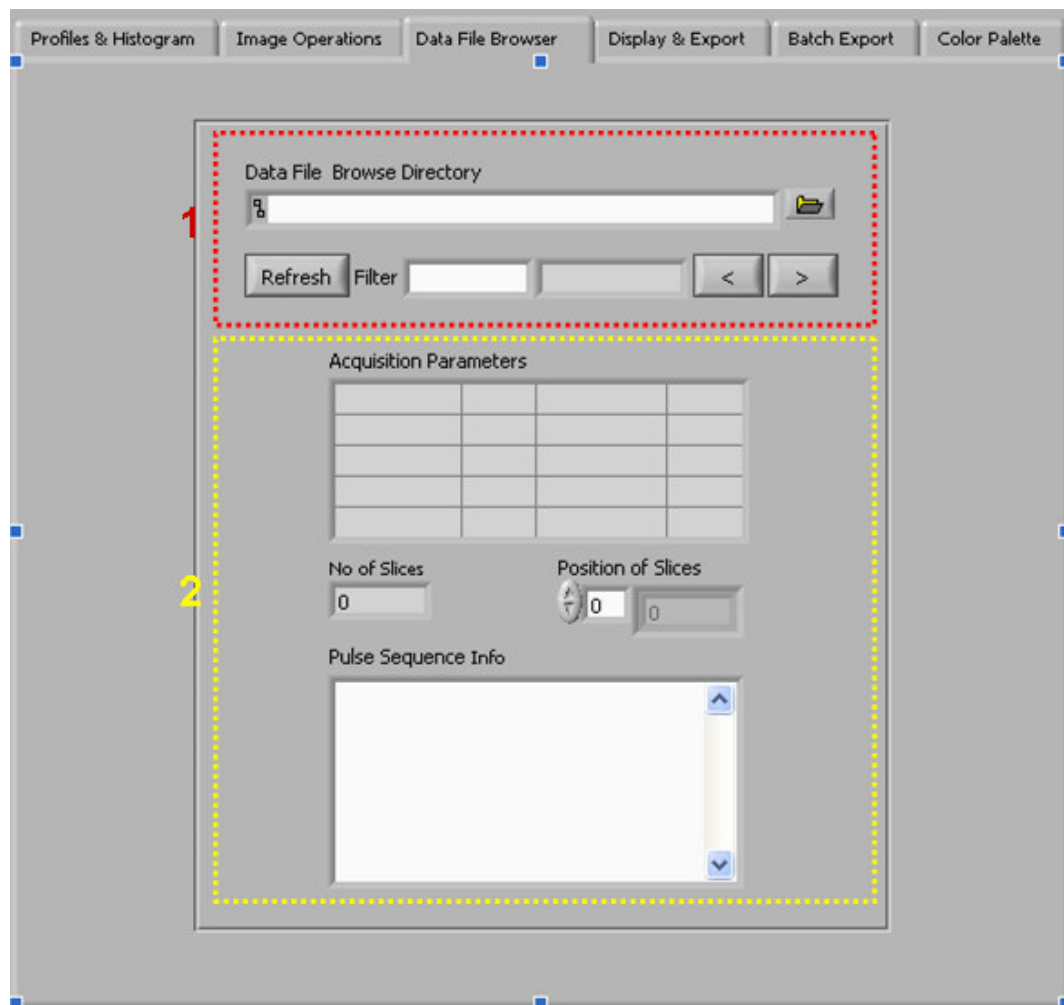 Profiles & Histogram Image Operations Data File Browser Display & Export Batch Export Color Palette
Data File Browse Directory
1
Refresh Filter < >
Acquisition Parameters
No of Slices Position of Slices
2
0 0 0
Pulse Sequence Info